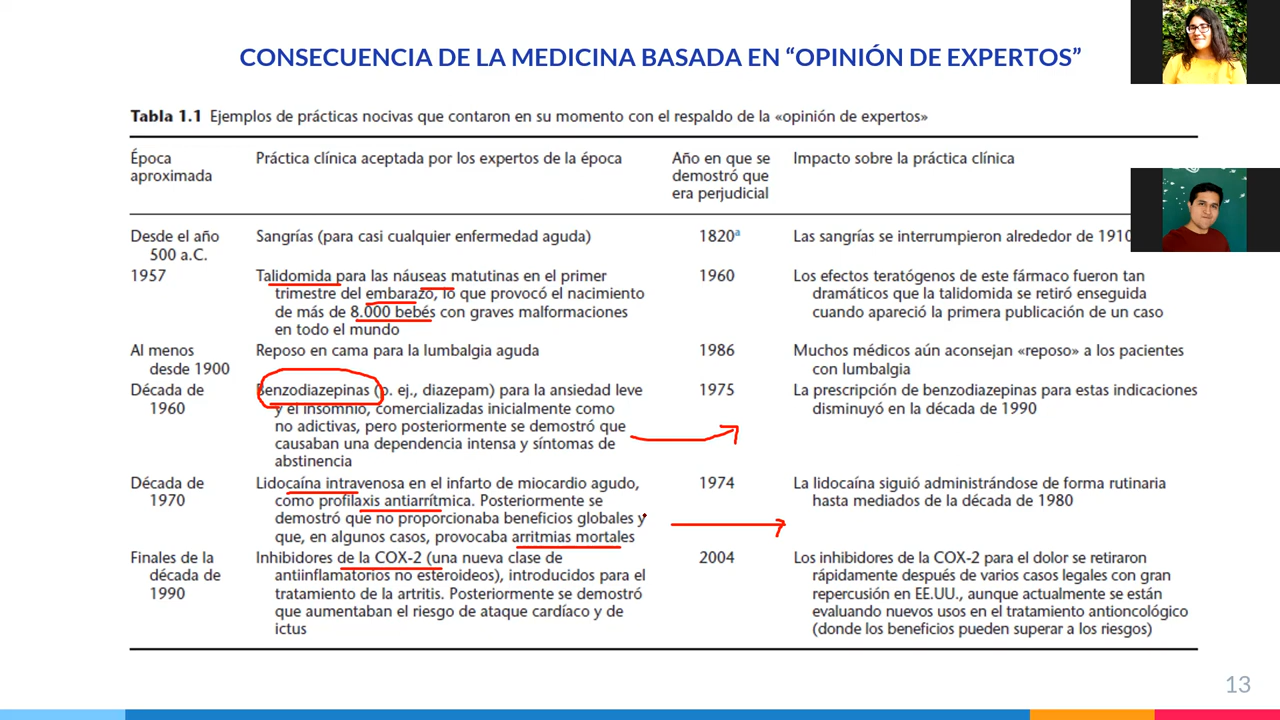 CONSECUENCIA DE LA MEDICINA BASADA EN “OPINIÓN DE EXPERTOS”
Tabla 1.1 Ejemplos de prácticas nocivas que contaron en su momento con el respaldo de la «opinión de expertos»
Época aproximada
Práctica clínica aceptada por los expertos de la época
Año en que se demostró que era perjudicial
Impacto sobre la práctica clínica
Desde el año
500 a.C.
Sangrías (para casi cualquier enfermedad aguda)
1820a
Las sangrías se interrumpieron alrededor de 1910
1957
Talidomida para las náuseas matutinas en el primer
trimestre del embarazo, lo que provocó el nacimiento
de más de 8.000 bebés con graves malformaciones
en todo el mundo
1960
Los efectos teratógenos de este fármaco fueron tan
dramáticos que la talidomida se retiró enseguida
cuando apareció la primera publicación de un caso
Al menos
desde 1900
Reposo en cama para la lumbalgia aguda
1986
Muchos médicos aún aconsejan «reposo» a los pacientes
con lumbalgia
Década de
1960
Benzodiazepinas (p. ej., diazepam) para la ansiedad leve
y el insomnio, comercializadas inicialmente como
no adictivas, pero posteriormente se demostró que
causaban una dependencia intensa y síntomas de
abstinencia
1975
La prescripción de benzodiazepinas para estas indicaciones
disminuyó en la década de 1990
Década de
1970
Lidocaína intravenosa en el infarto de miocardio agudo,
como profilaxis antiarrítmica. Posteriormente se
demostró que no proporcionaba beneficios globales y
que, en algunos casos, provocaba arritmias mortales
1974
La lidocaína siguió administrándose de forma rutinaria
hasta mediados de la década de 1980
Finales de la
década de
1990
Inhibidores de la COX-2 (una nueva clase de
antiinflamatorios no esteroideos), introducidos para el
tratamiento de la artritis. Posteriormente se demostró
que aumentaban el riesgo de ataque cardíaco y de
ictus
2004
Los inhibidores de la COX-2 para el dolor se retiraron
rápidamente después de varios casos legales con gran
repercusión en EE.UU., aunque actualmente se están
evaluando nuevos usos en el tratamiento antioncológico
(donde los beneficios pueden superar a los riesgos)
13